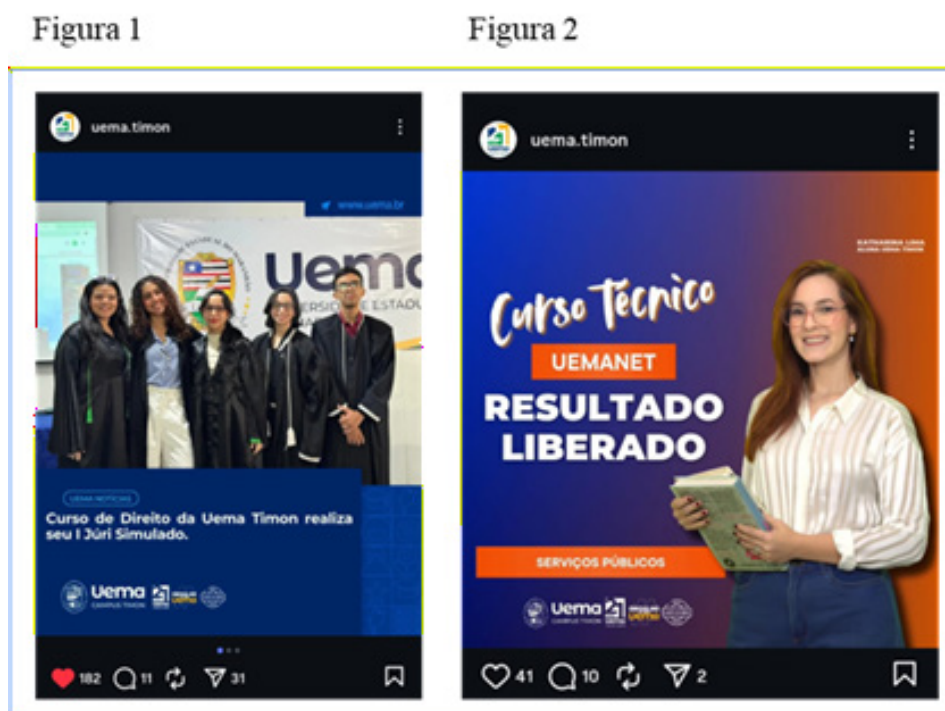 Figura 1
Figura 2
uema.timon
www.uema.br
Uema
UEMA NOTÍCIAS
Curso de Direito da Uema Timon realiza
seu I Júri Simulado.
Uema
CAMPUS TIMON
182
11
31
uema.timon
KATHARINA LIMA
ALUNA UEMA TIMON
Curso Técnico
UEMANET
RESULTADO
LIBERADO
SERVIÇOS PÚBLICOS
Uema
CAMPUS TIMON
41
10
2